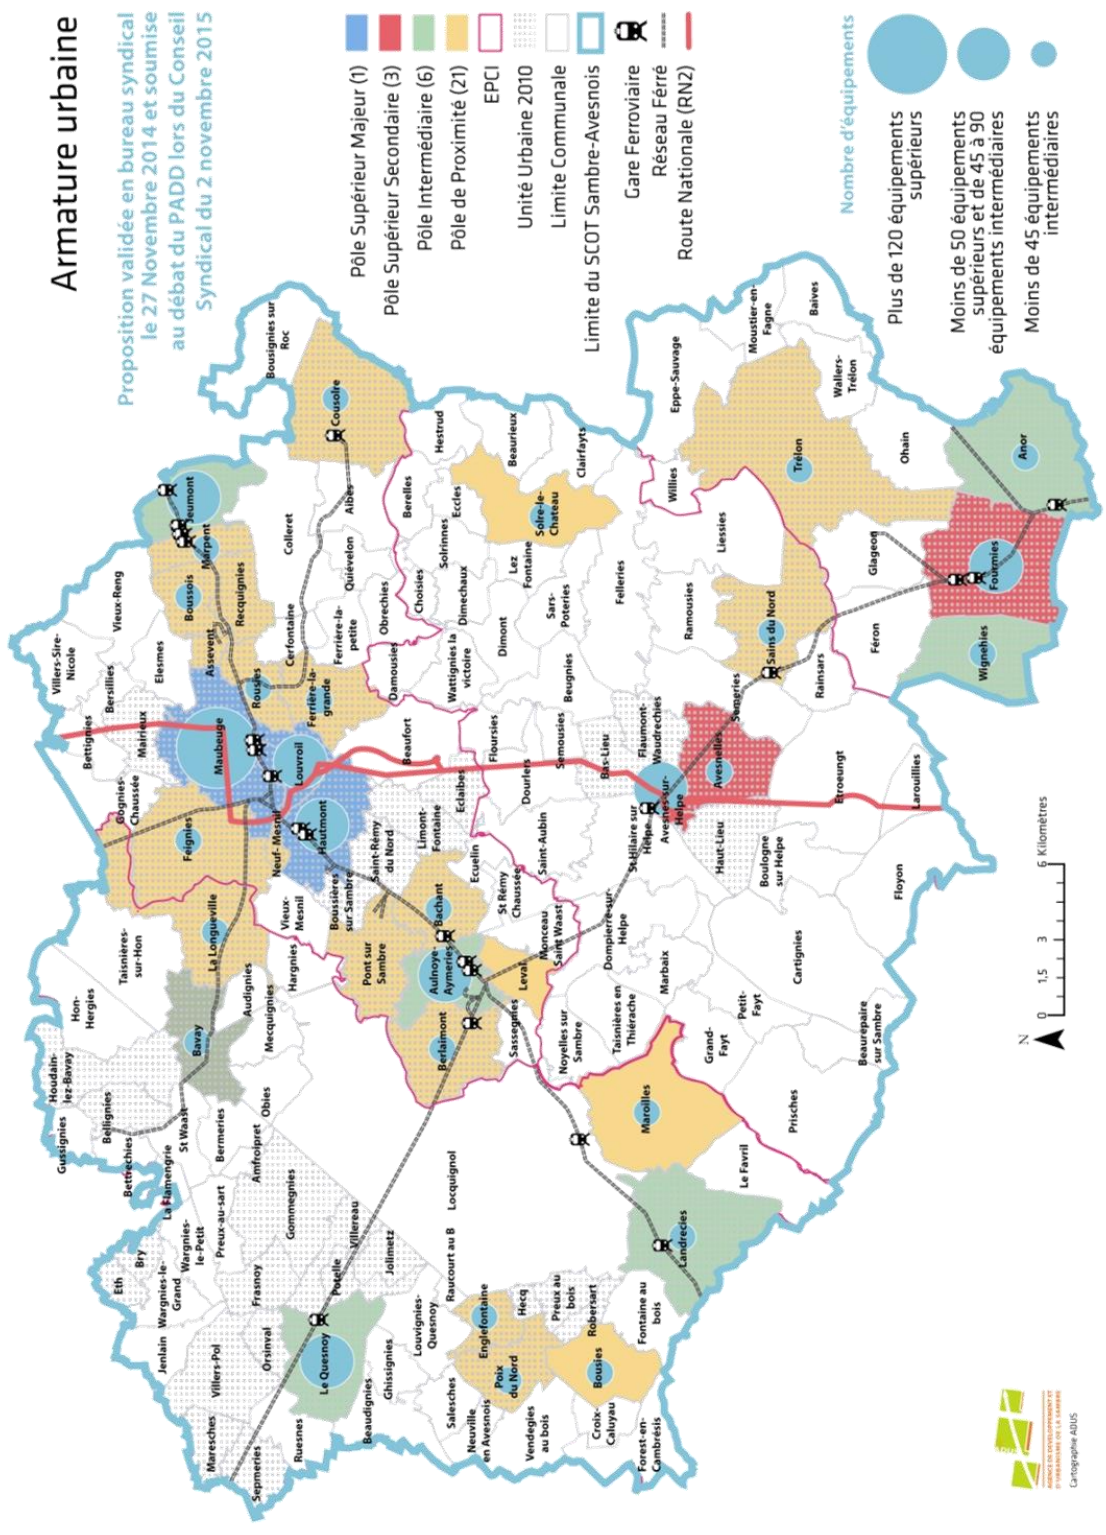 Armature urbaine
Proposition validée en bureau syndical
le 27 Novembre 2014 et soumise
au débat du PADD lors du Conseil
Syndical du 2 novembre 2015
Pôle Supérieur Majeur (1)
Pôle Supérieur Secondaire (3)
Pôle Intermédiaire (6)
Pôle de Proximité (21)
EPCI
Unité Urbaine 2010
Limite Communale
Limite du SCOT Sambre-Avesnois
Gare Ferroviaire
Réseau Ferré
Route Nationale (RN2)
Nombre d'équipements
Plus de 120 équipements
supérieurs
Moins de 50 équipements
supérieurs et de 45 à 90
équipements intermédiaires
Moins de 45 équipements
intermédiaires
Villers-Sire-
Nicole
Vieux-Reng
Bettignies
Bersillies
Elesmes
Mairieux
Gognies-
Chaussée
Assevent
Boussois
Marpent
Jeumont
Recquignies
Rousies
Maubeuge
Louvroil
Ferrière-la-
grande
Ferrière-la-
petite
Cerfontaine
Colleret
Quiévelon
Aibes
Cousolre
Bousignies sur
Roc
Hestrud
Beaurieux
Clairfayts
Berelles
Eccles
Solrinnes
Solre-le-
Chateau
Lez
Fontaine
Choisies
Dimechaux
Dimont
Sars-
Poteries
Obrechies
Damousies
Wattignies la
victoire
Beugnies
Felleries
Beaufort
Floursies
Eclaibes
Dourlers
Semousies
Bas-Lieu
Flaumont-
Waudrechies
Limont-
Fontaine
Saint-Rémy
du Nord
Hautmont
Neuf-Mesnil
Feignies
La Longueville
Vieux-
Mesnil
Boussières
sur Sambre
Hargnies
Pont sur
Sambre
Bachant
Ecuelin
St Rémy
Chaussée
Saint-Aubin
St Hilaire sur
Helpe
Avesnes-sur-
Helpe
Avesnelles
Semeries
Haut-Lieu
Boulogne
sur Helpe
Etroeungt
Larouillies
Floyon
Cartignies
Dompierre-sur-
Helpe
Marbaix
Monceau
Saint Waast
Leval
Aulnoye-
Aymeries
Berlaimont
Sassegnies
Noyelles sur
Sambre
Taisnières en
Thiérache
Petit-
Fayt
Grand-
Fayt
Beaurepaire
sur Sambre
Prisches
Maroilles
Le Favril
Landrecies
Locquignol
Taisnières-
sur-Hon
Hon-
Hergies
Houdain-
lez-Bavay
Gussignies
Bellignies
Bettrechies
St Waast
Bavay
Audignies
Mecquignies
Obies
Bermeries
Amfroipret
La Flamengrie
Gommegnies
Preux-au-sart
Wargnies-
le-Petit
Bry
Eth
Wargnies-le-
Grand
Jenlain
Frasnoy
Villereau
Potelle
Jolimetz
Orsinval
Villers-Pol
Le Quesnoy
Maresches
Sepmeries
Ruesnes
Beaudignies
Ghissignies
Louvignies-
Quesnoy
Raucourt au B
Englefontaine
Hecq
Preux au
bois
Robersart
Fontaine au
bois
Poix
du Nord
Bousies
Salesches
Neuville
en Avesnois
Vendegies
au bois
Croix-
Caluyau
Forest-en-
Cambrésis
Willies
Liessies
Ramousies
Sains du Nord
Rainsars
Féron
Glageon
Trélon
Ohain
Wallers-
Trélon
Eppe-Sauvage
Moustier-en-
Fagne
Baives
Anor
Fourmies
Wignehies
N
0 1,5 3 6 Kilomètres
ADUS
AGENCE DE DÉVELOPPEMENT ET
D'URBANISME DE LA SAMBRE
Cartographie ADUS